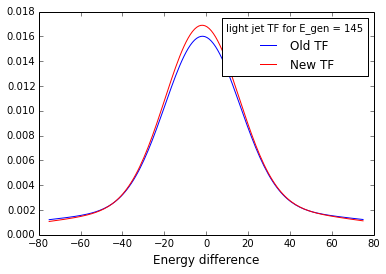 0.018
0.016
0.014
0.012
0.010
0.008
0.006
0.004
0.002
0.000
light jet TF for E_gen = 145
Old TF
New TF
−80 −60 −40 −20 0 20 40 60 80
Energy difference